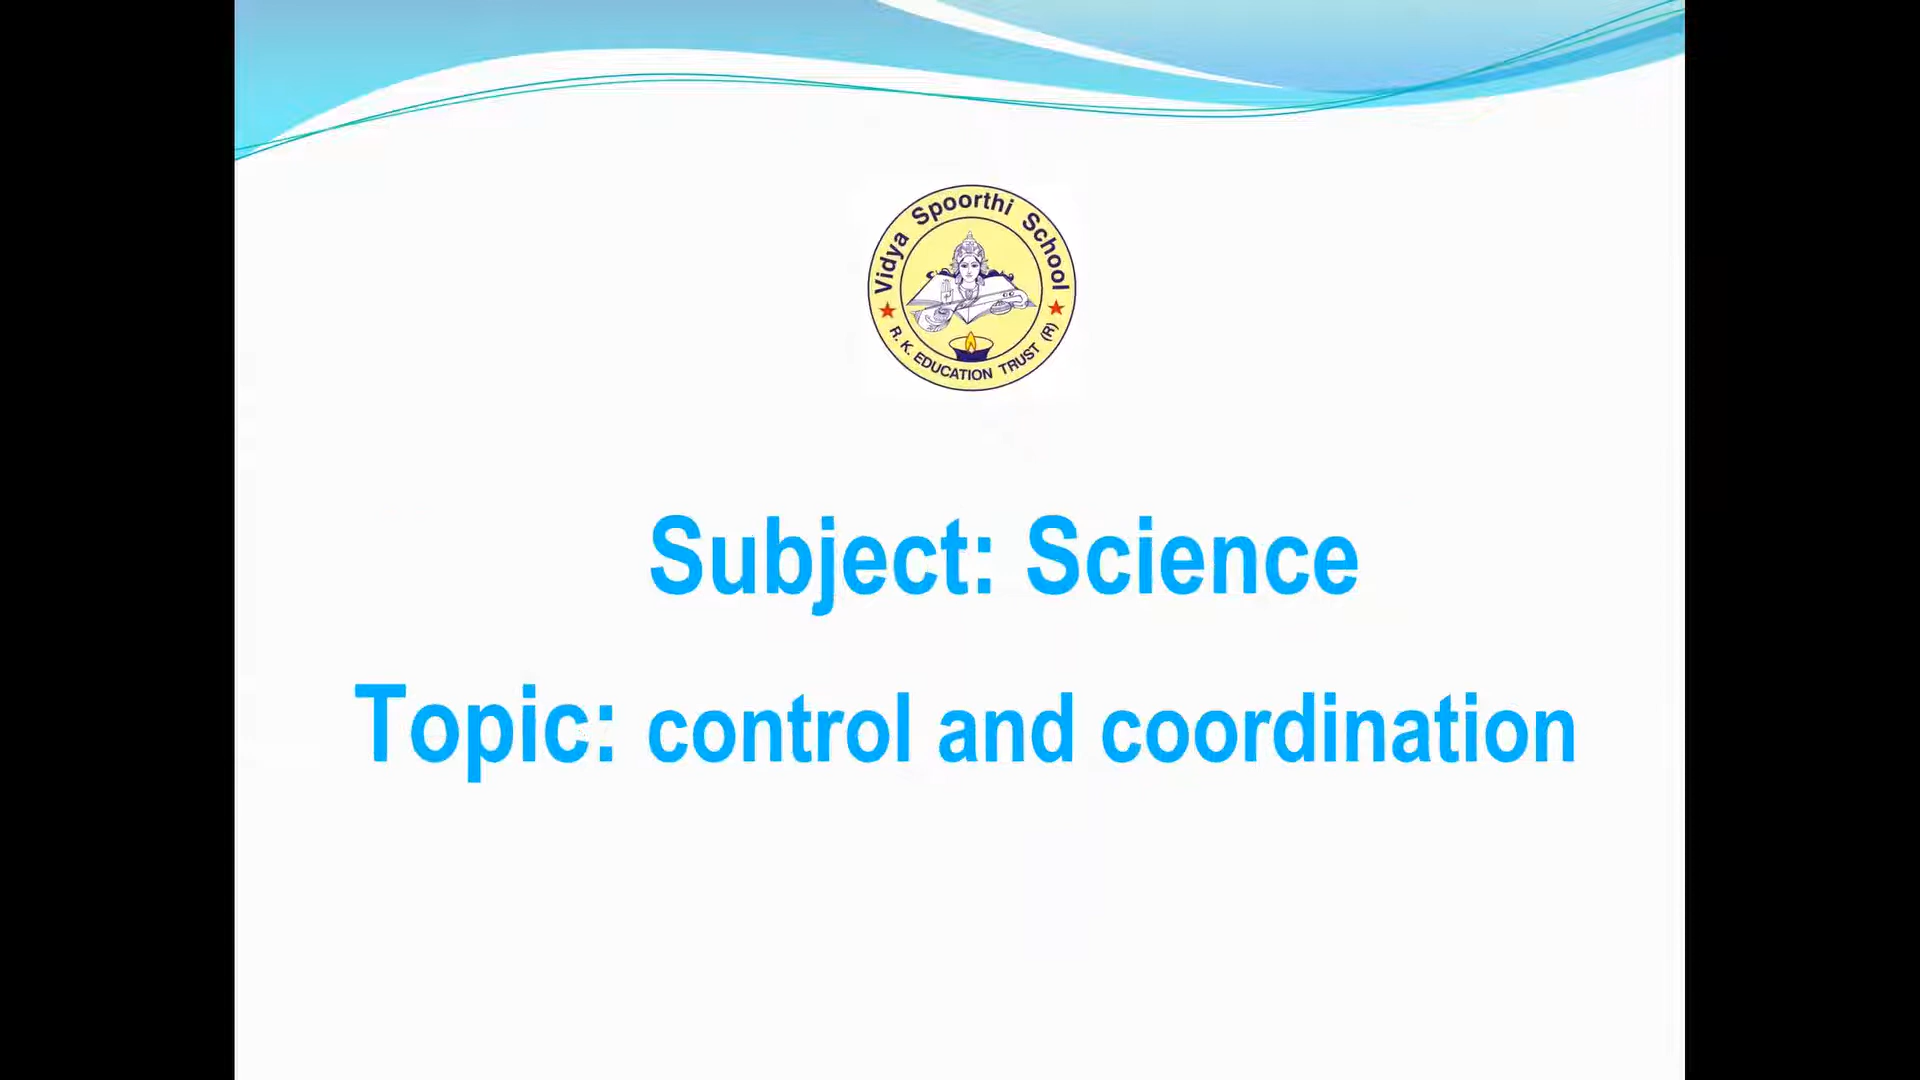 Vidya Spoorthi School
R. K. EDUCATION TRUST (R)
Subject: Science
Topic: control and coordination